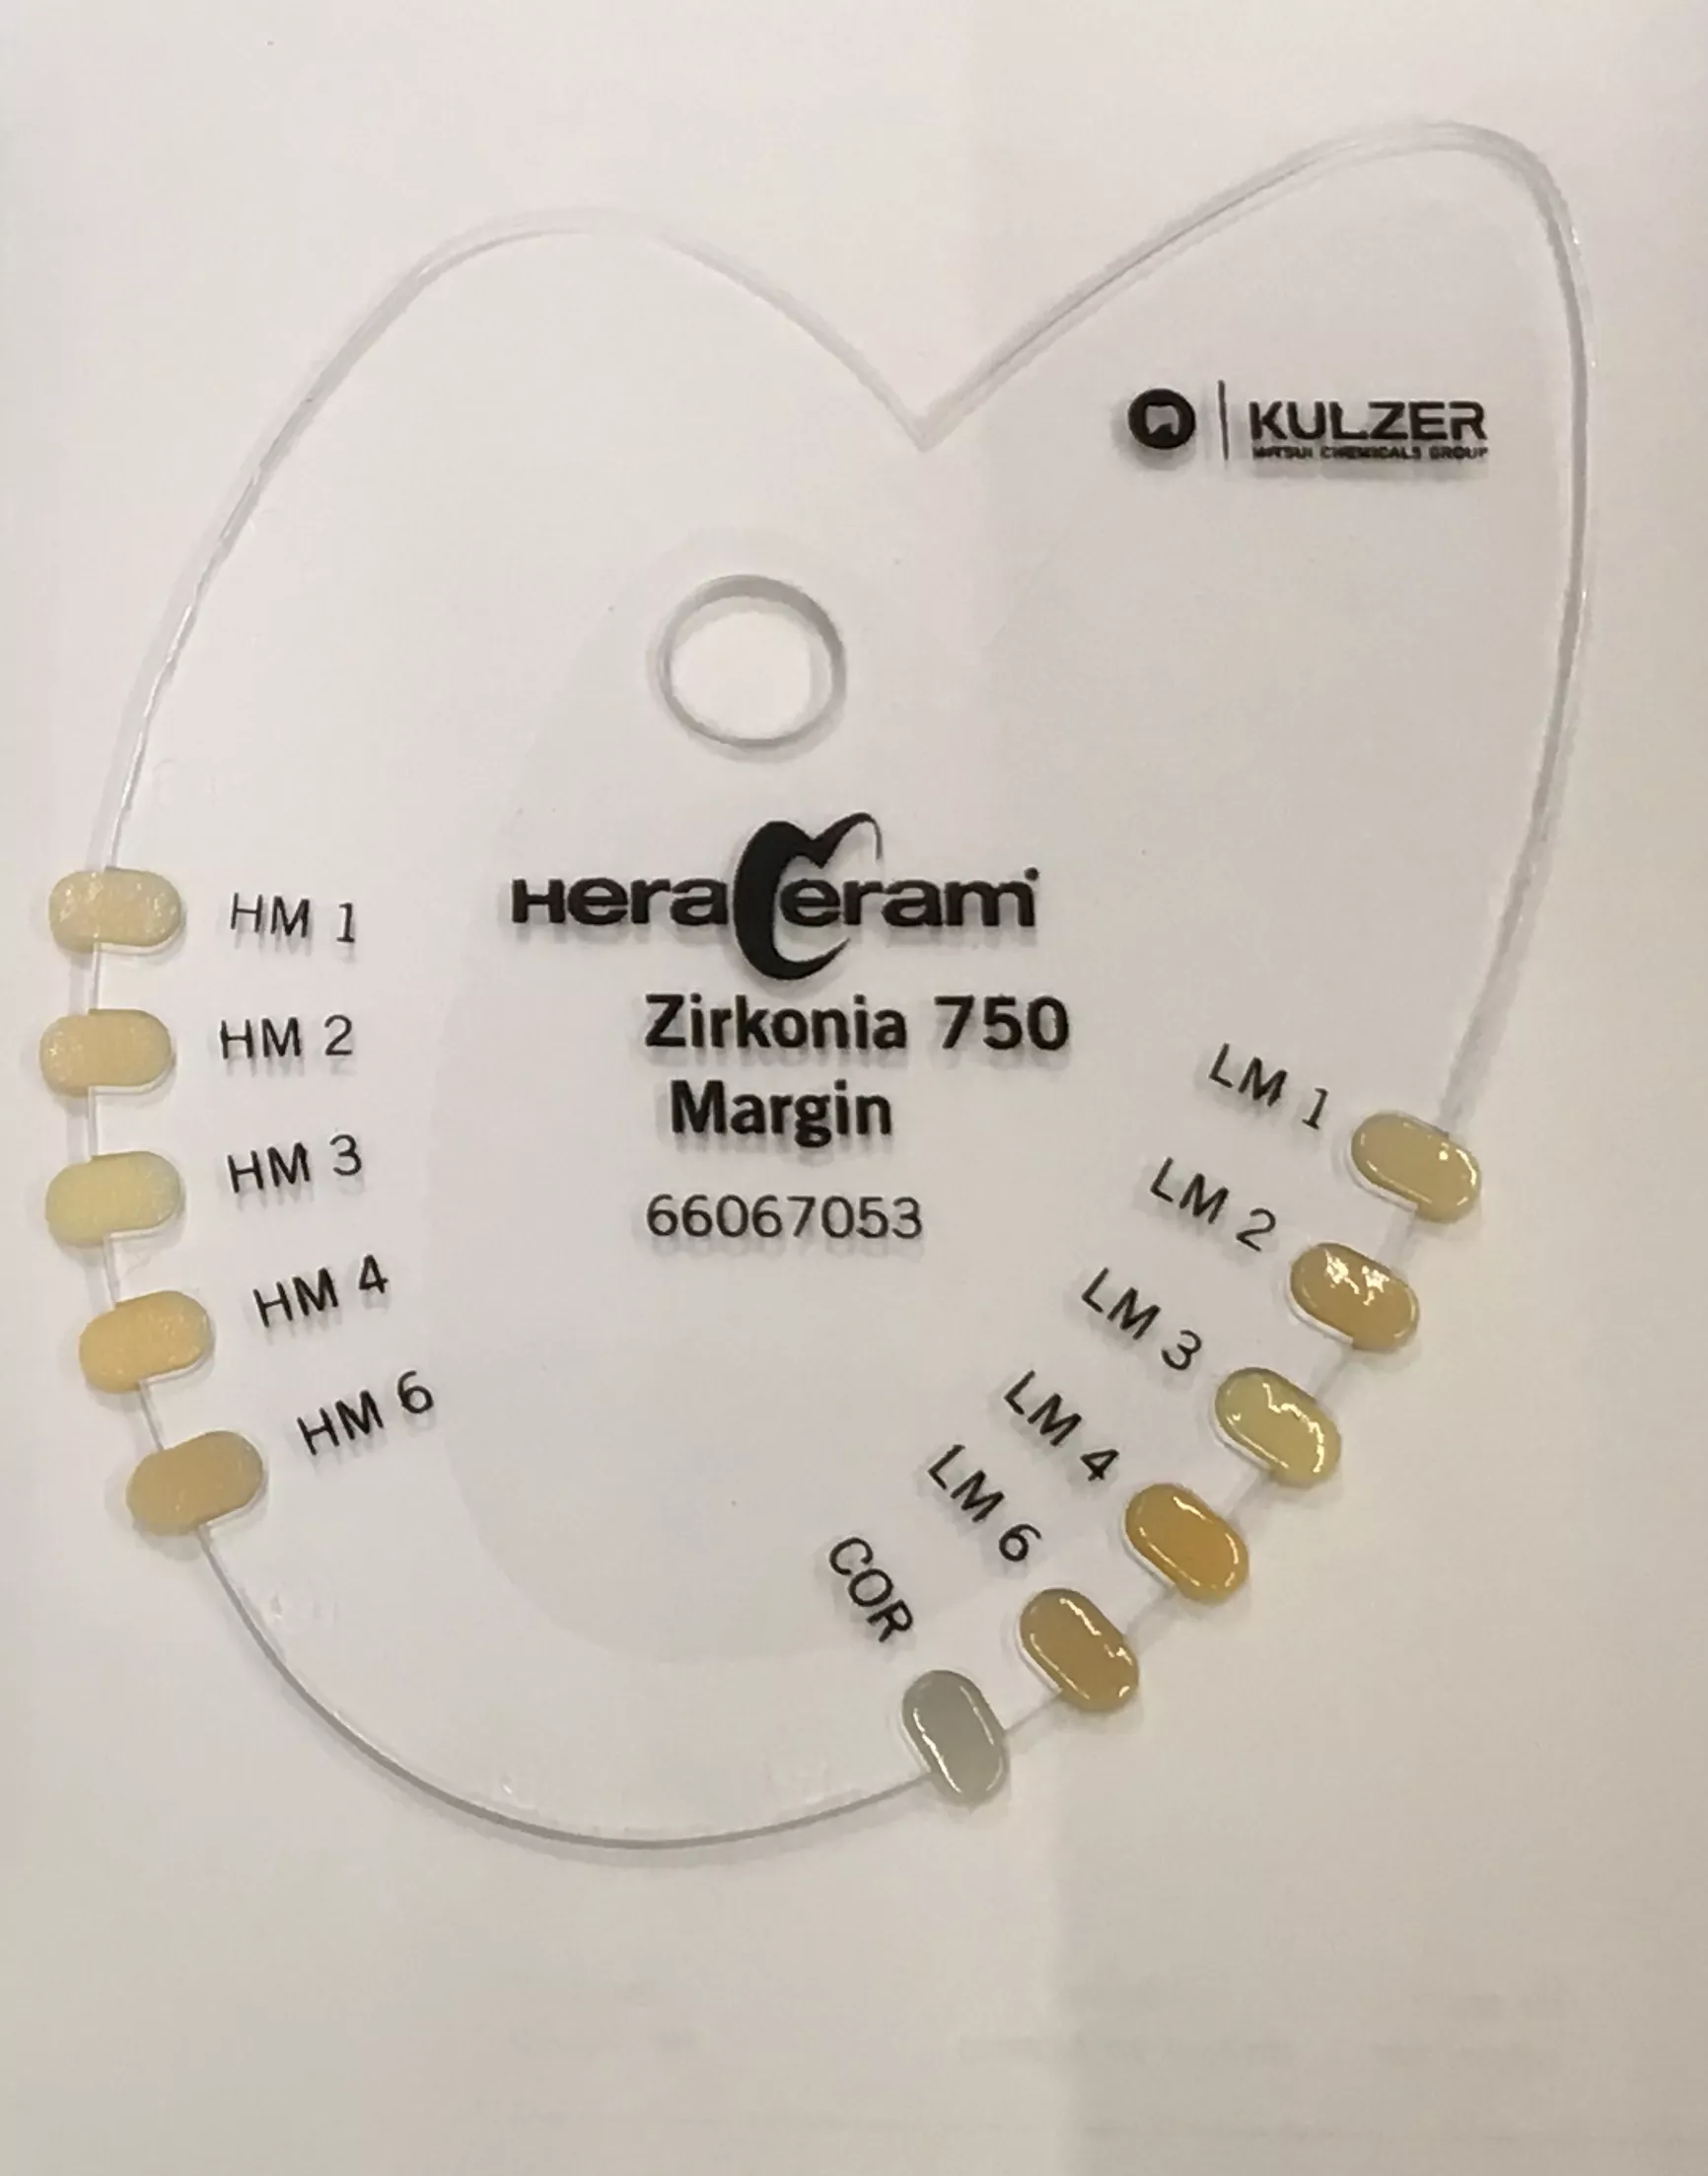 KULZER
MITSUI CHEMICALS GROUP
HeraCeram
Zirkonia 750
Margin
66067053
HM 1
HM 2
HM 3
HM 4
HM 6
LM 1
LM 2
LM 3
LM 4
LM 6
COR